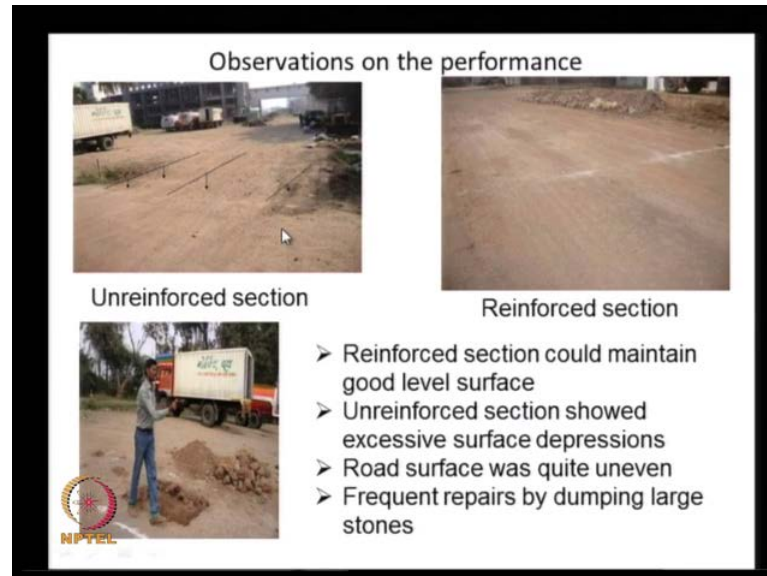 Observations on the performance
Unreinforced section
Reinforced section
➢ Reinforced section could maintain
good level surface
➢ Unreinforced section showed
excessive surface depressions
➢ Road surface was quite uneven
➢ Frequent repairs by dumping large
stones
NPTEL